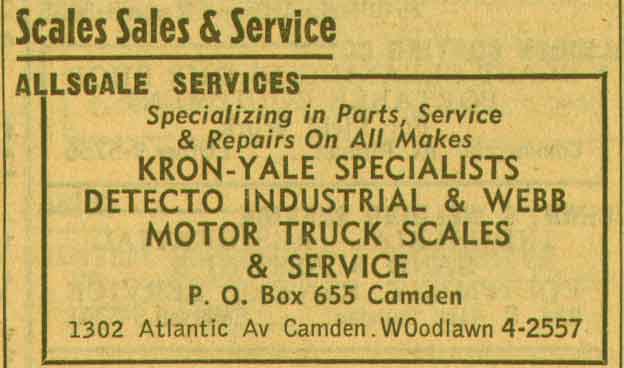 Scales Sales & Service
ALLSCALE SERVICES
Specializing in Parts, Service
& Repairs On All Makes
KRON-YALE SPECIALISTS
DETECTO INDUSTRIAL & WEBB
MOTOR TRUCK SCALES
& SERVICE
P. O. Box 655 Camden
1302 Atlantic Av Camden. WOodlawn 4-2557